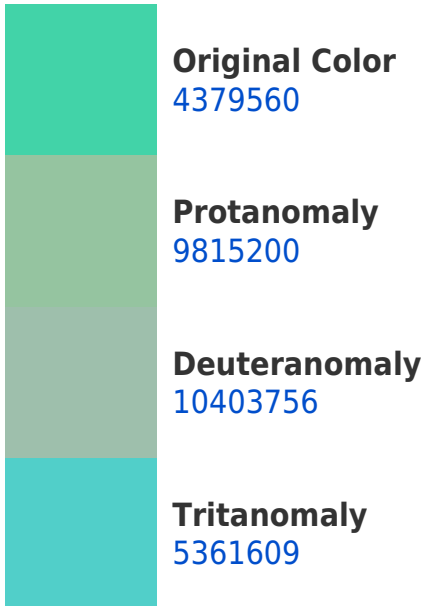 Original Color
4379560
Protanomaly
9815200
Deuteranomaly
10403756
Tritanomaly
5361609